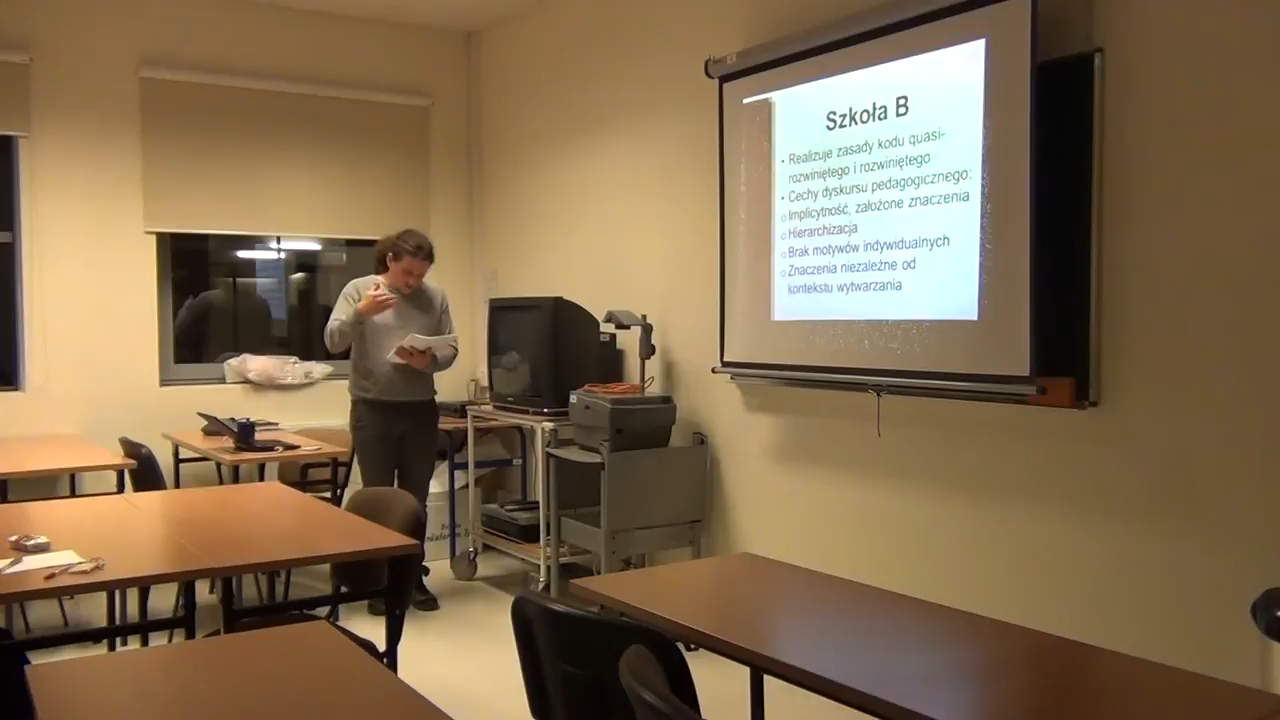 Szkoła B
• Realizuje zasady kodu quasi-
rozwiniętego i rozwiniętego
• Cechy dyskursu pedagogicznego:
o Implicytność, założone znaczenia
o Hierarchizacja
o Brak motywów indywidualnych
o Znaczenia niezależne od
kontekstu wytwarzania